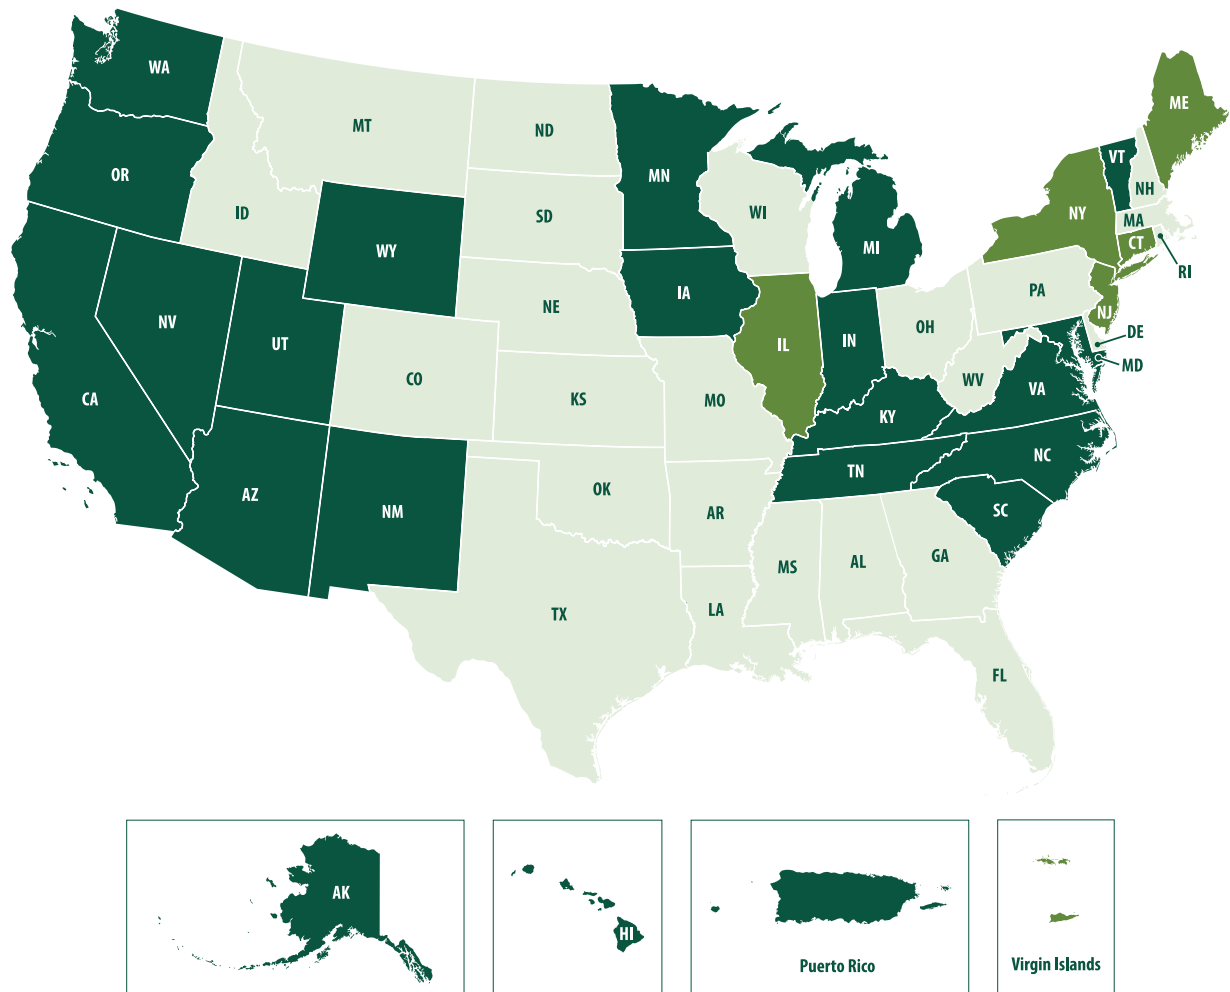 WA
ME
MT
ND
VT
OR
MN
NH
ID
SD
WI
NY
MA
WY
MI
CT
RI
IA
PA
NE
NV
NJ
OH
DE
UT
IL
IN
MD
CO
WV
VA
CA
KS
MO
KY
NC
TN
AZ
OK
NM
AR
SC
GA
MS
AL
LA
TX
FL
AK
HI
Puerto Rico
Virgin Islands